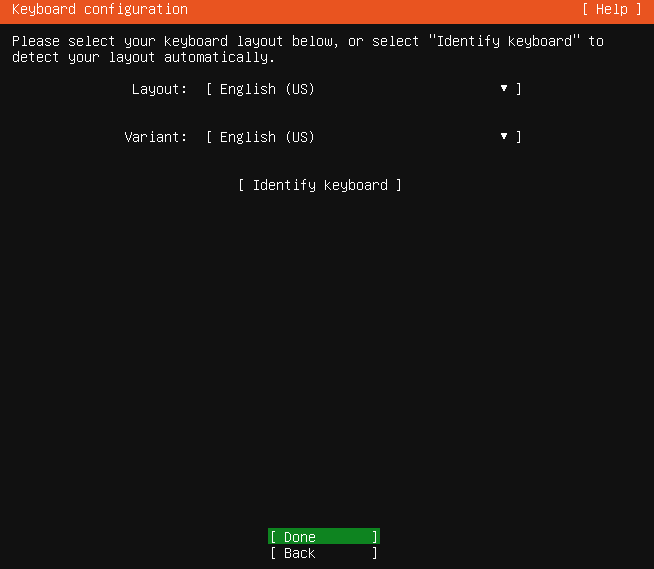 Keyboard configuration [ Help ]
Please select your keyboard layout below, or select "Identify keyboard" to
detect your layout automatically.
Layout: [ English (US) ▼ ]
Variant: [ English (US) ▼ ]
[ Identify keyboard ]
[ Done ]
[ Back ]